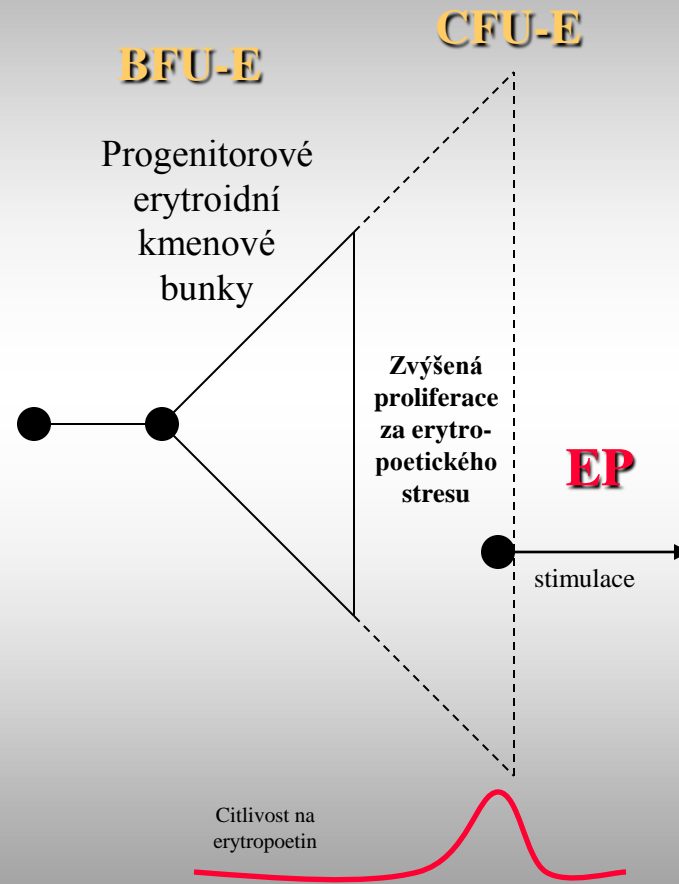 CFU-E
BFU-E
Progenitorové
erytroidní
kmenové
bunky
Zvýšená
proliferace
za erytro-
poetického
stresu
EP
stimulace
Citlivost na
erytropoetin